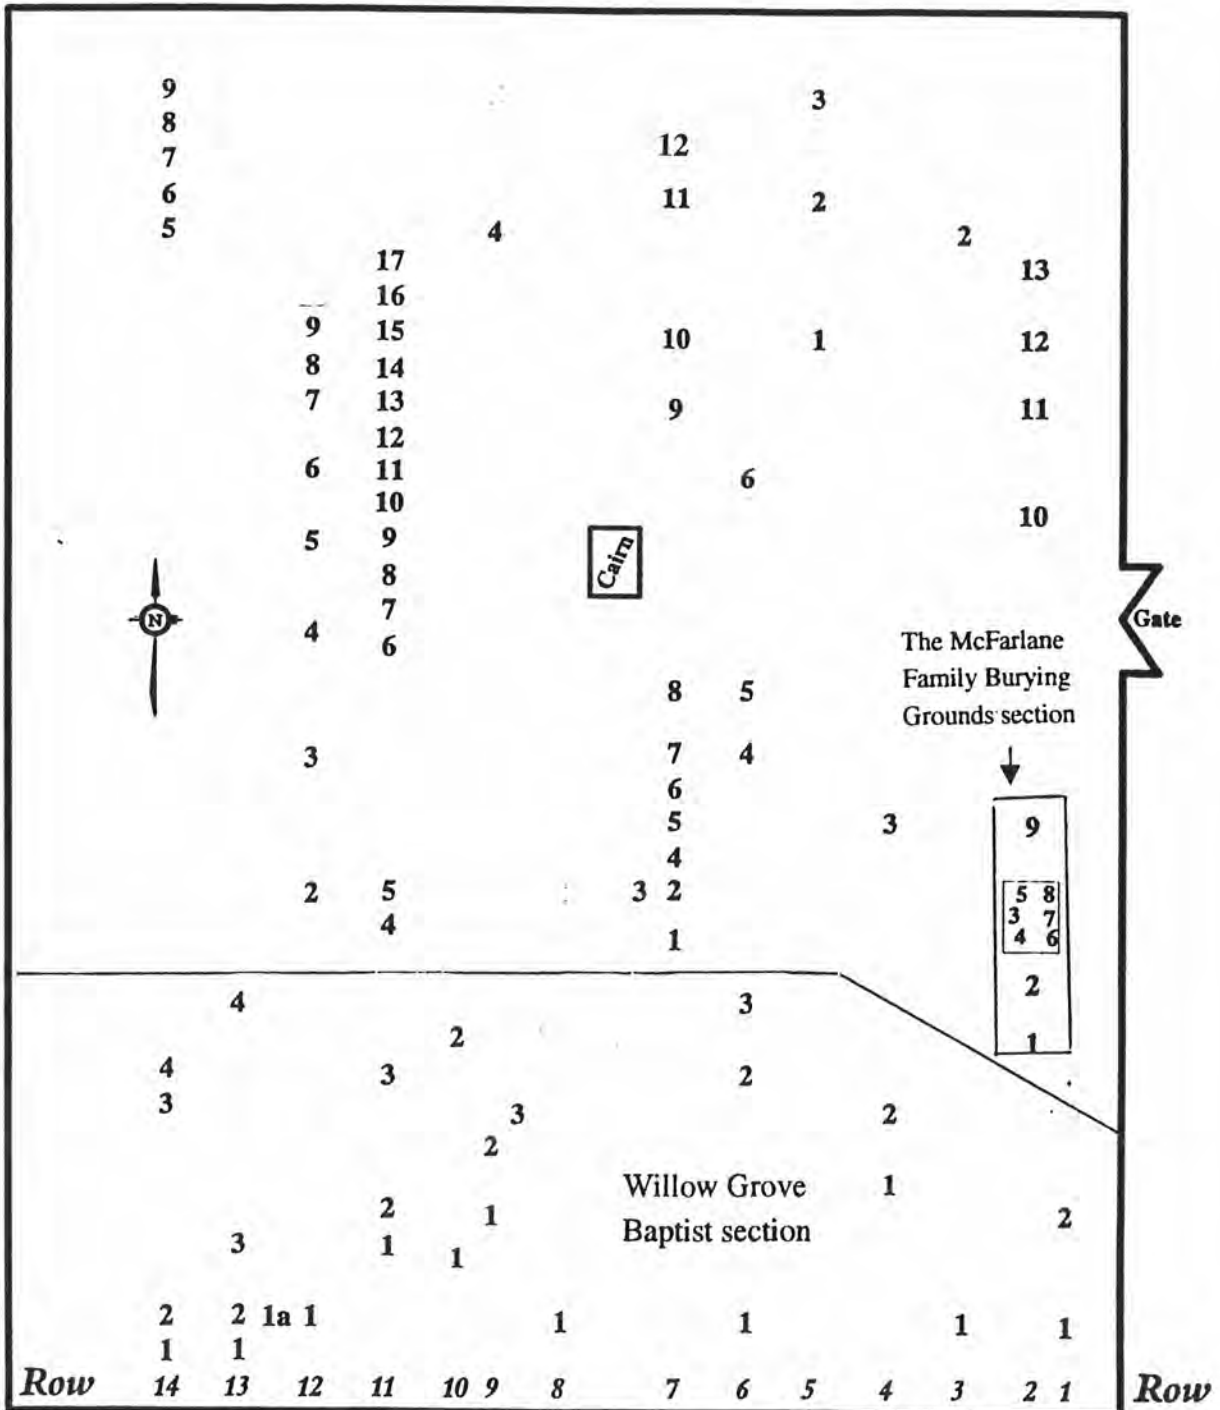 9 3
8
12
7
6 11 2
5 4 2
17 13
16
9 15 10 1 12
8 14
7 13 9 11
12
6 11 6
10 10
5 9 Cairn
8
N 7 Gate
4 6 The McFarlane
Family Burying
8 5
Grounds section
3 7 4
6
5 3 9
4
2 5 3 2 5 8
4 3 7
1 4 6
2
4 3
2 1
4 3 2
3 3 2
2
Willow Grove 1
2 1 2
Baptist section
3 1 1
2 2 1a 1 1 1 1 1
1 1
Row 14 13 12 11 10 9 8 7 6 5 4 3 2 1 Row